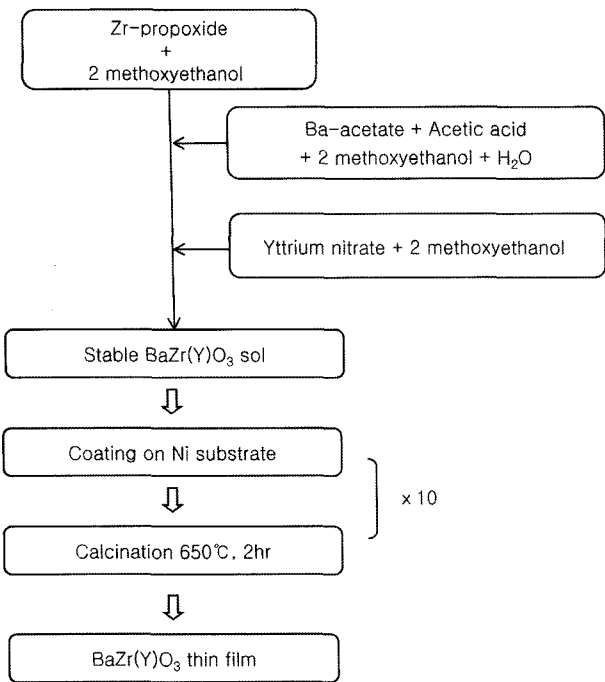 Zr-propoxide
+
2 methoxyethanol
Ba-acetate + Acetic acid
+ 2 methoxyethanol + H₂O
Yttrium nitrate + 2 methoxyethanol
Stable BaZr(Y)O₃ sol
Coating on Ni substrate
x 10
Calcination 650℃, 2hr
BaZr(Y)O₃ thin film